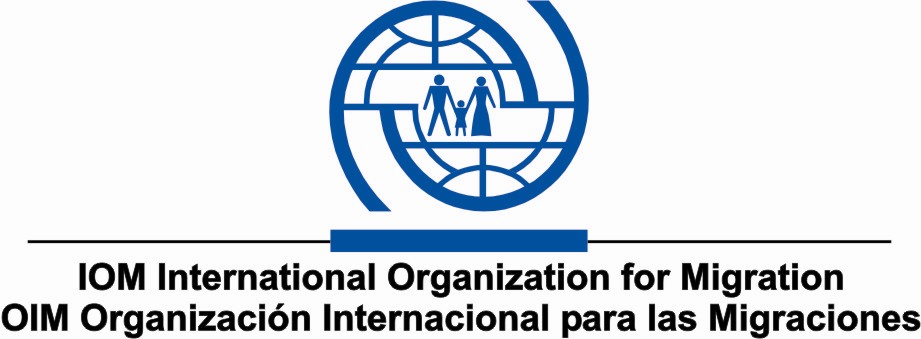 IOM International Organization for Migration
OIM Organización Internacional para las Migraciones